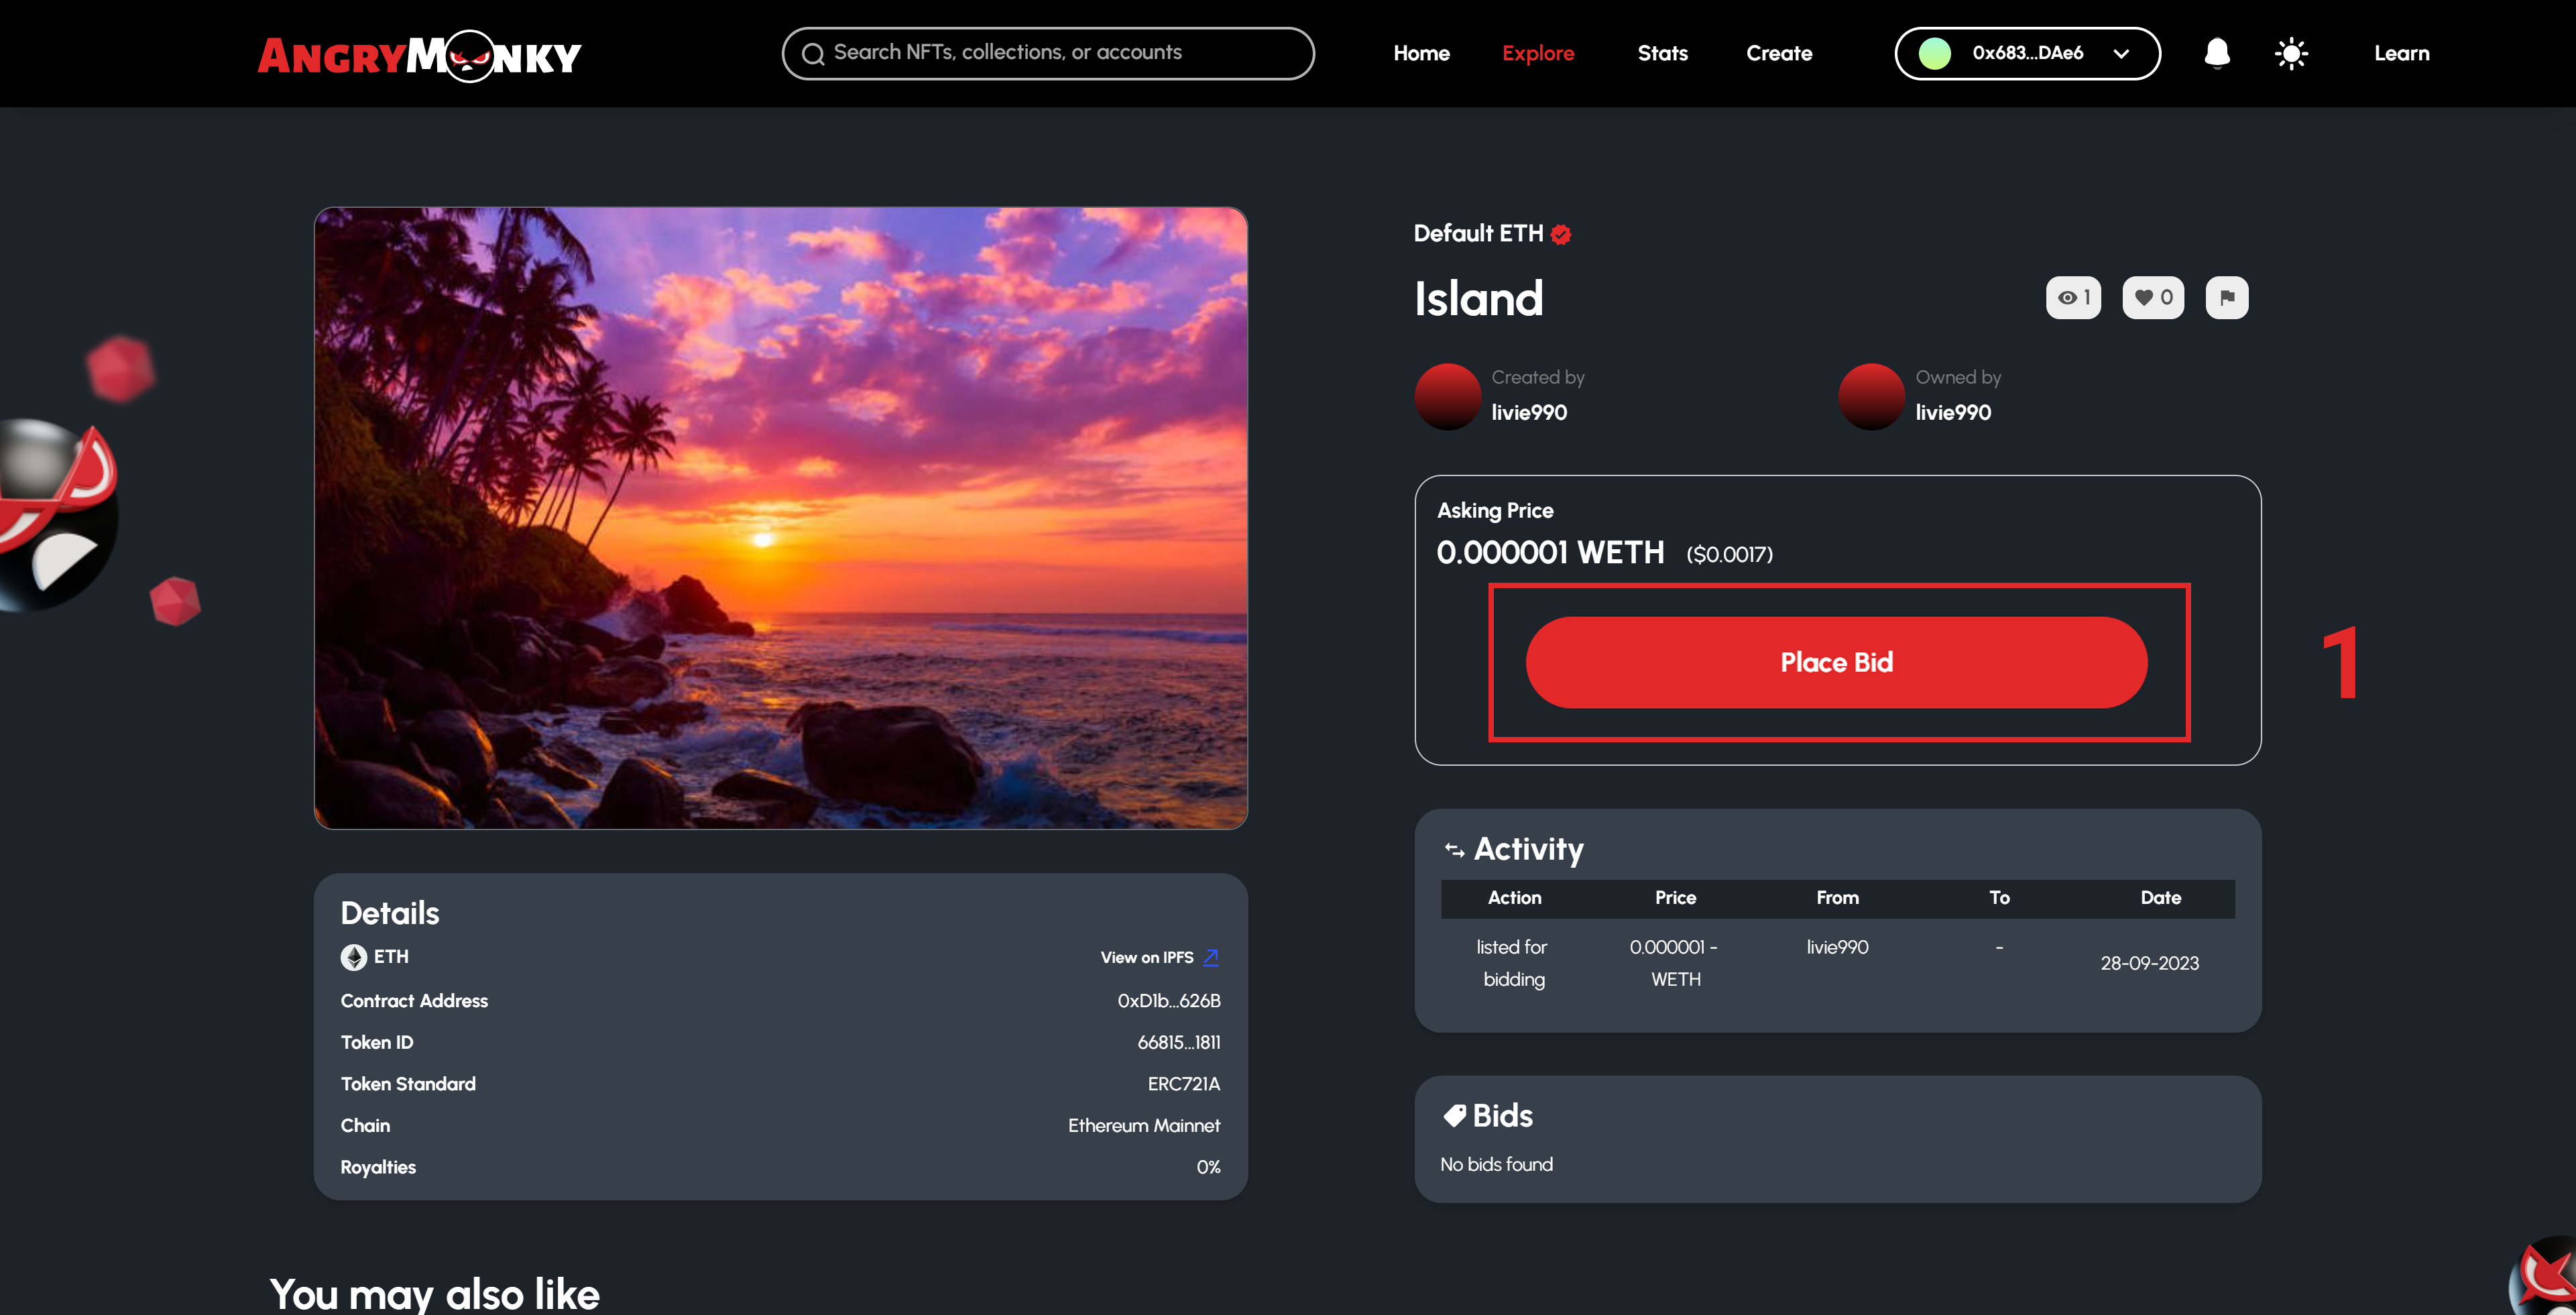 ANGRYMONKY
Search NFTs, collections, or accounts
Home
Explore
Stats
Create
0x683...DAe6
Learn
Default ETH
Island
1
0
Created by
livie990
Owned by
livie990
Asking Price
0.000001 WETH ($0.0017)
Place Bid
1
Activity
Action Price From To Date
listed for bidding
0.000001 - WETH
livie990
-
28-09-2023
Bids
No bids found
Details
ETH
View on IPFS
Contract Address 0xD1b...626B
Token ID 66815...1811
Token Standard ERC721A
Chain Ethereum Mainnet
Royalties 0%
You may also like